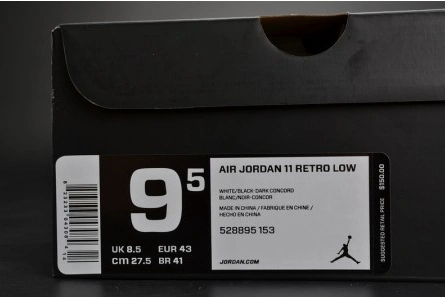 9 5
UK 8.5 EUR 43
CM 27.5 BR 41
AIR JORDAN 11 RETRO LOW
WHITE/BLACK-DARK CONCORD
BLANC/NOIR-CONCOR
MADE IN CHINA / FABRIQUE EN CHINE /
HECHO EN CHINA
528895 153
JORDAN.COM
SUGGESTED RETAIL PRICE $150.00